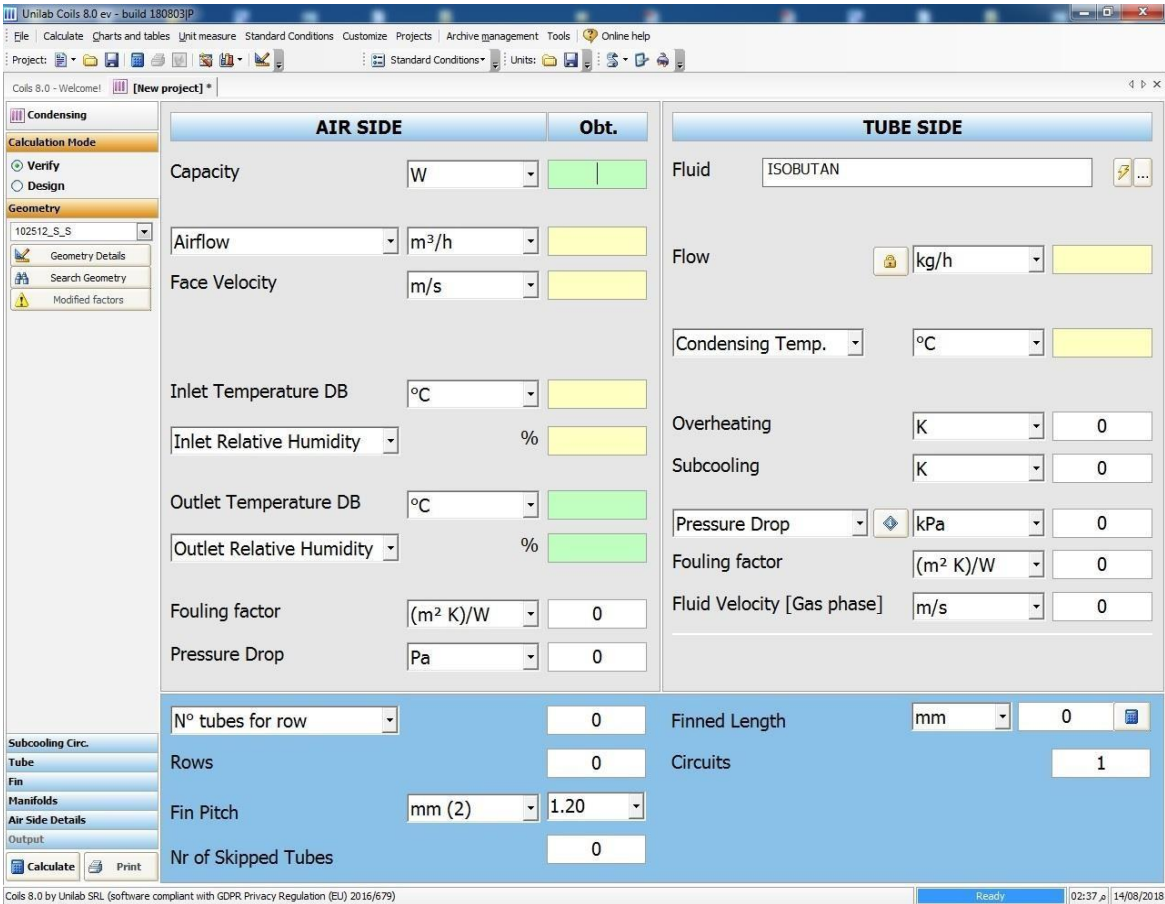 Unilab Coils 8.0 ev - build 180803|P
File Calculate Charts and tables Unit measure Standard Conditions Customize Projects Archive management Tools Online help
Project: Standard Conditions Units:
Coils 8.0 - Welcome! [New project] *
Condensing
Calculation Mode
Verify
Design
Geometry
102512_S_S
Geometry Details
Search Geometry
Modified factors
Subcooling Circ.
Tube
Fin
Manifolds
Air Side Details
Output
Calculate Print
AIR SIDE Obt.
Capacity W
Airflow m³/h
Face Velocity m/s
Inlet Temperature DB °C
Inlet Relative Humidity %
Outlet Temperature DB °C
Outlet Relative Humidity %
Fouling factor (m² K)/W 0
Pressure Drop Pa 0
TUBE SIDE
Fluid ISOBUTAN ...
Flow kg/h
Condensing Temp. °C
Overheating K 0
Subcooling K 0
Pressure Drop kPa 0
Fouling factor (m² K)/W 0
Fluid Velocity [Gas phase] m/s 0
N° tubes for row 0
Rows 0
Fin Pitch mm (2) 1.20
Nr of Skipped Tubes 0
Finned Length mm 0
Circuits 1
Coils 8.0 by Unilab SRL (software compliant with GDPR Privacy Regulation (EU) 2016/679) Ready 02:37 م 14/08/2018